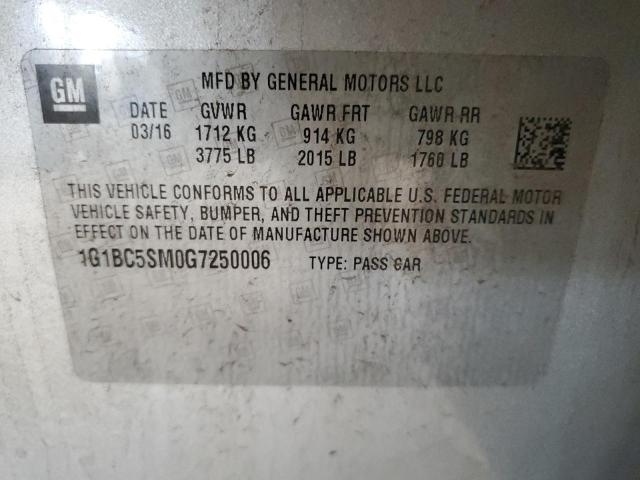 GM
MFD BY GENERAL MOTORS LLC
DATE GVWR GAWR FRT GAWR RR
03/16 1712 KG 914 KG 798 KG
3775 LB 2015 LB 1760 LB
THIS VEHICLE CONFORMS TO ALL APPLICABLE U.S. FEDERAL MOTOR
VEHICLE SAFETY, BUMPER, AND THEFT PREVENTION STANDARDS IN
EFFECT ON THE DATE OF MANUFACTURE SHOWN ABOVE.
1G1BC5SM0G7250006 TYPE: PASS CAR